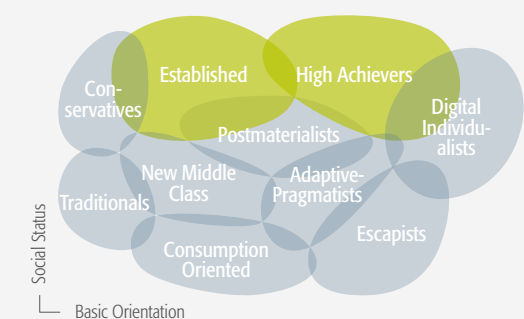 Established
High Achievers
Con-
servatives
Digital
Individu-
alists
Postmaterialists
New Middle
Class
Adaptive-
Pragmatists
Traditionals
Escapists
Consumption
Oriented
Social Status
Basic Orientation